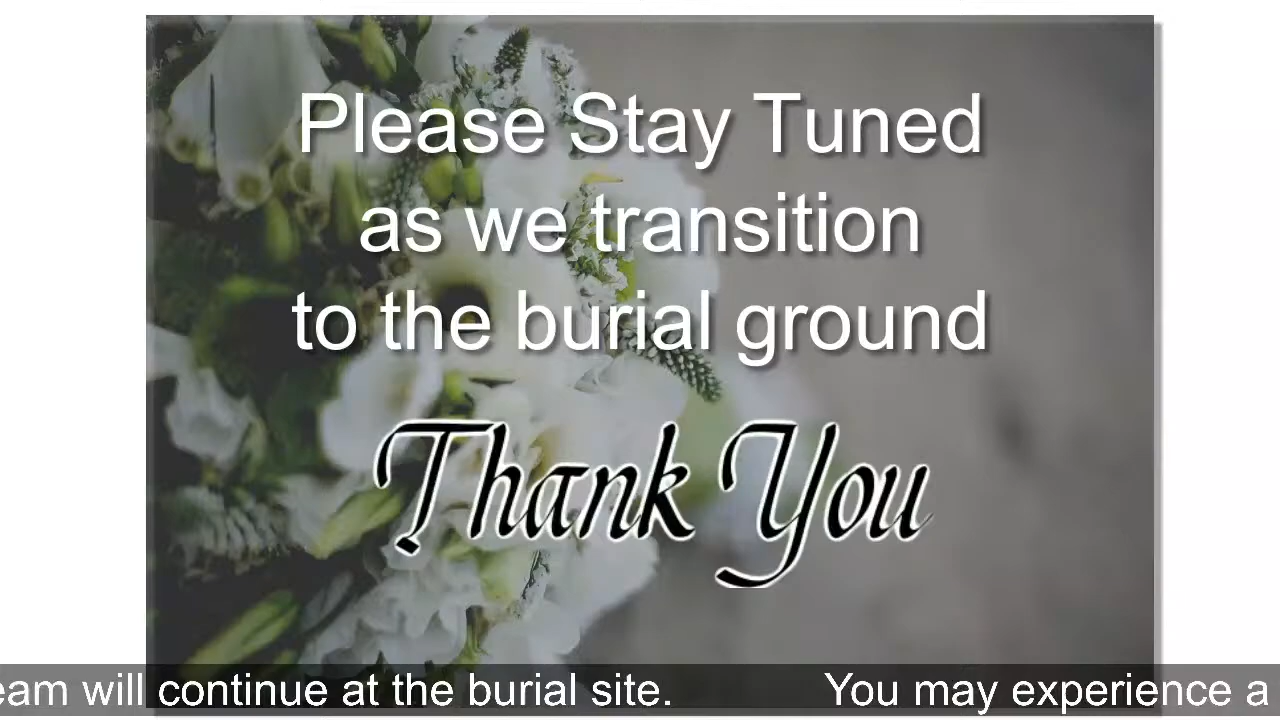 Please Stay Tuned
as we transition
to the burial ground
Thank You
eam will continue at the burial site. You may experience a